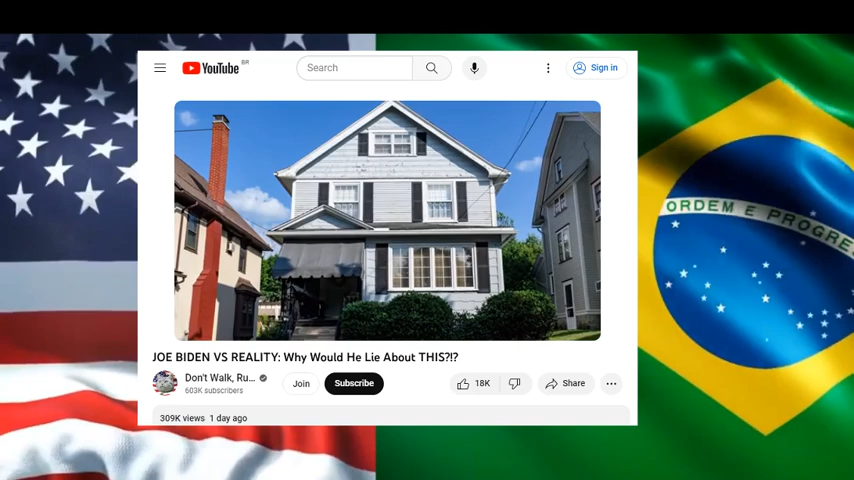 YouTube BR
Search
Sign in
ORDEM E PROGRES
JOE BIDEN VS REALITY: Why Would He Lie About THIS?!?
Don't Walk, Ru...
603K subscribers
Join
Subscribe
18K
Share
309K views 1 day ago